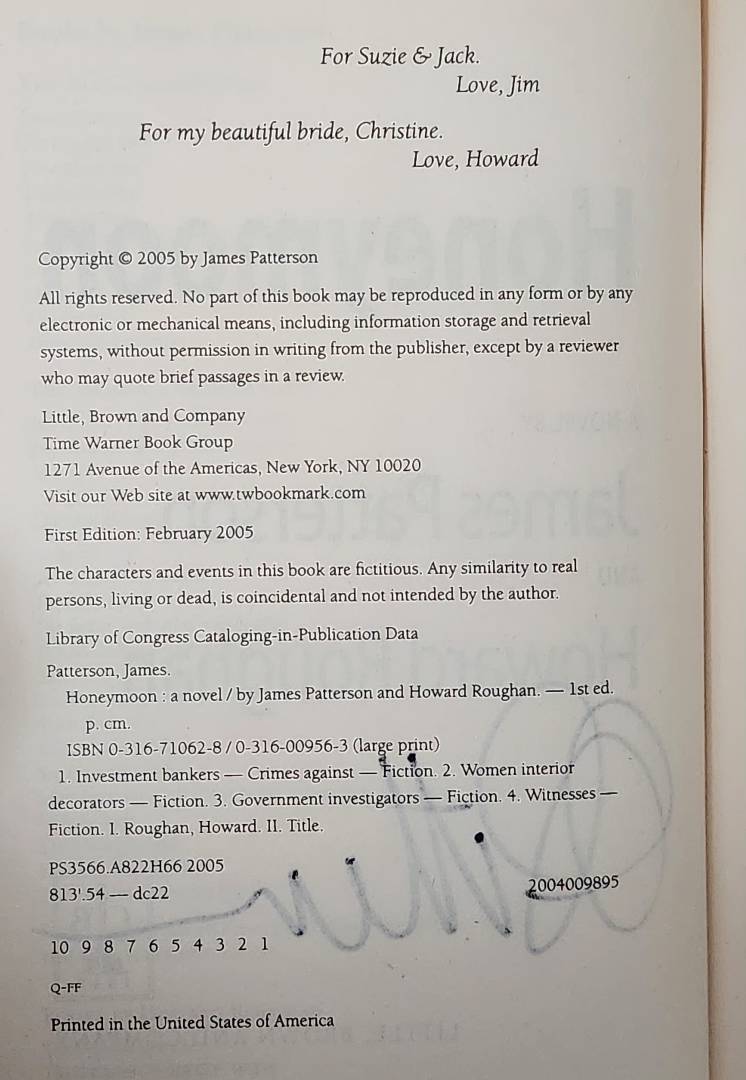 For Suzie & Jack.
Love, Jim
For my beautiful bride, Christine.
Love, Howard
Copyright © 2005 by James Patterson
All rights reserved. No part of this book may be reproduced in any form or by any
electronic or mechanical means, including information storage and retrieval
systems, without permission in writing from the publisher, except by a reviewer
who may quote brief passages in a review.
Little, Brown and Company
Time Warner Book Group
1271 Avenue of the Americas, New York, NY 10020
Visit our Web site at www.twbookmark.com
First Edition: February 2005
The characters and events in this book are fictitious. Any similarity to real
persons, living or dead, is coincidental and not intended by the author.
Library of Congress Cataloging-in-Publication Data
Patterson, James.
Honeymoon : a novel / by James Patterson and Howard Roughan. — 1st ed.
p. cm.
ISBN 0-316-71062-8 / 0-316-00956-3 (large print)
1. Investment bankers — Crimes against — Fiction. 2. Women interior
decorators — Fiction. 3. Government investigators — Fiction. 4. Witnesses —
Fiction. I. Roughan, Howard. II. Title.
PS3566.A822H66 2005
813'.54 — dc22
2004009895
10 9 8 7 6 5 4 3 2 1
Q-FF
Printed in the United States of America